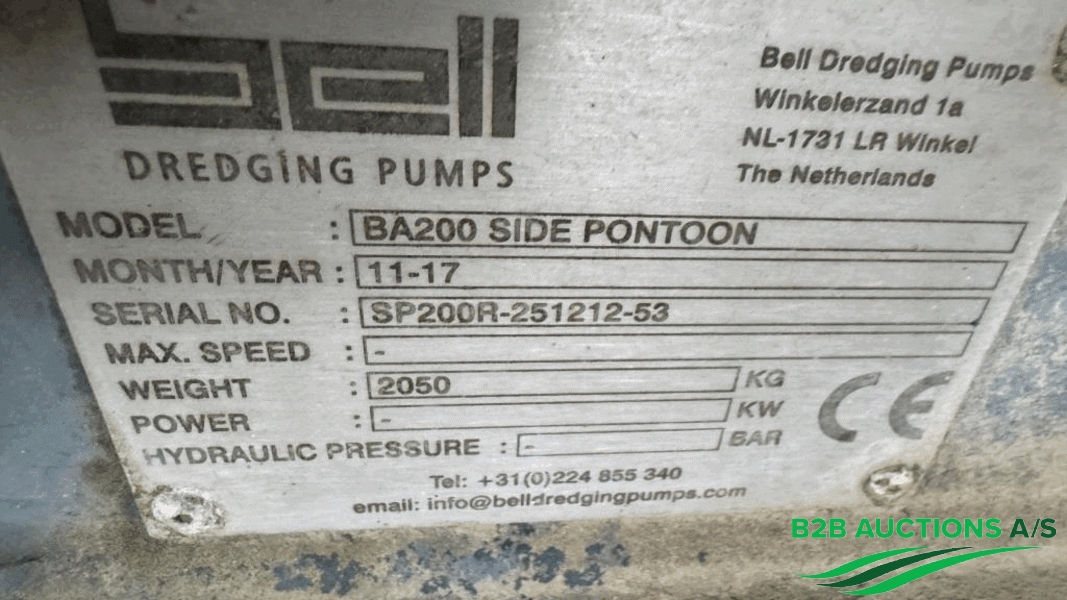 bell
DREDGING PUMPS
Bell Dredging Pumps
Winkelerzand 1a
NL-1731 LR Winkel
The Netherlands
MODEL : BA200 SIDE PONTOON
MONTH/YEAR : 11-17
SERIAL NO. : SP200R-251212-53
MAX. SPEED : -
WEIGHT : 2050 KG
POWER : - KW
HYDRAULIC PRESSURE : - BAR
CE
Tel: +31(0)224 855 340
email: info@belldredgingpumps.com
B2B AUCTIONS A/S